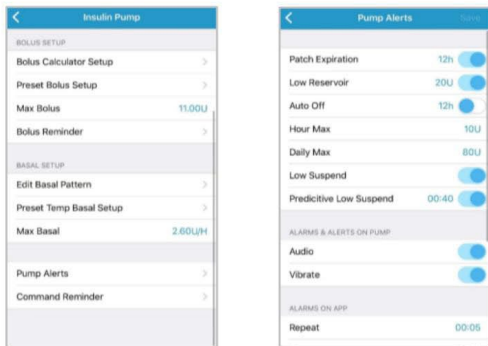 Insulin Pump
BOLUS SETUP
Bolus Calculator Setup
Preset Bolus Setup
Max Bolus 11.00U
Bolus Reminder
BASAL SETUP
Edit Basal Pattern
Preset Temp Basal Setup
Max Basal 2.60U/H
Pump Alerts
Command Reminder
Pump Alerts Save
Patch Expiration 12h
Low Reservoir 20U
Auto Off 12h
Hour Max 10U
Daily Max 80U
Low Suspend
Predicitive Low Suspend 00:40
ALARMS & ALERTS ON PUMP
Audio
Vibrate
ALARMS ON APP
Repeat 00:05